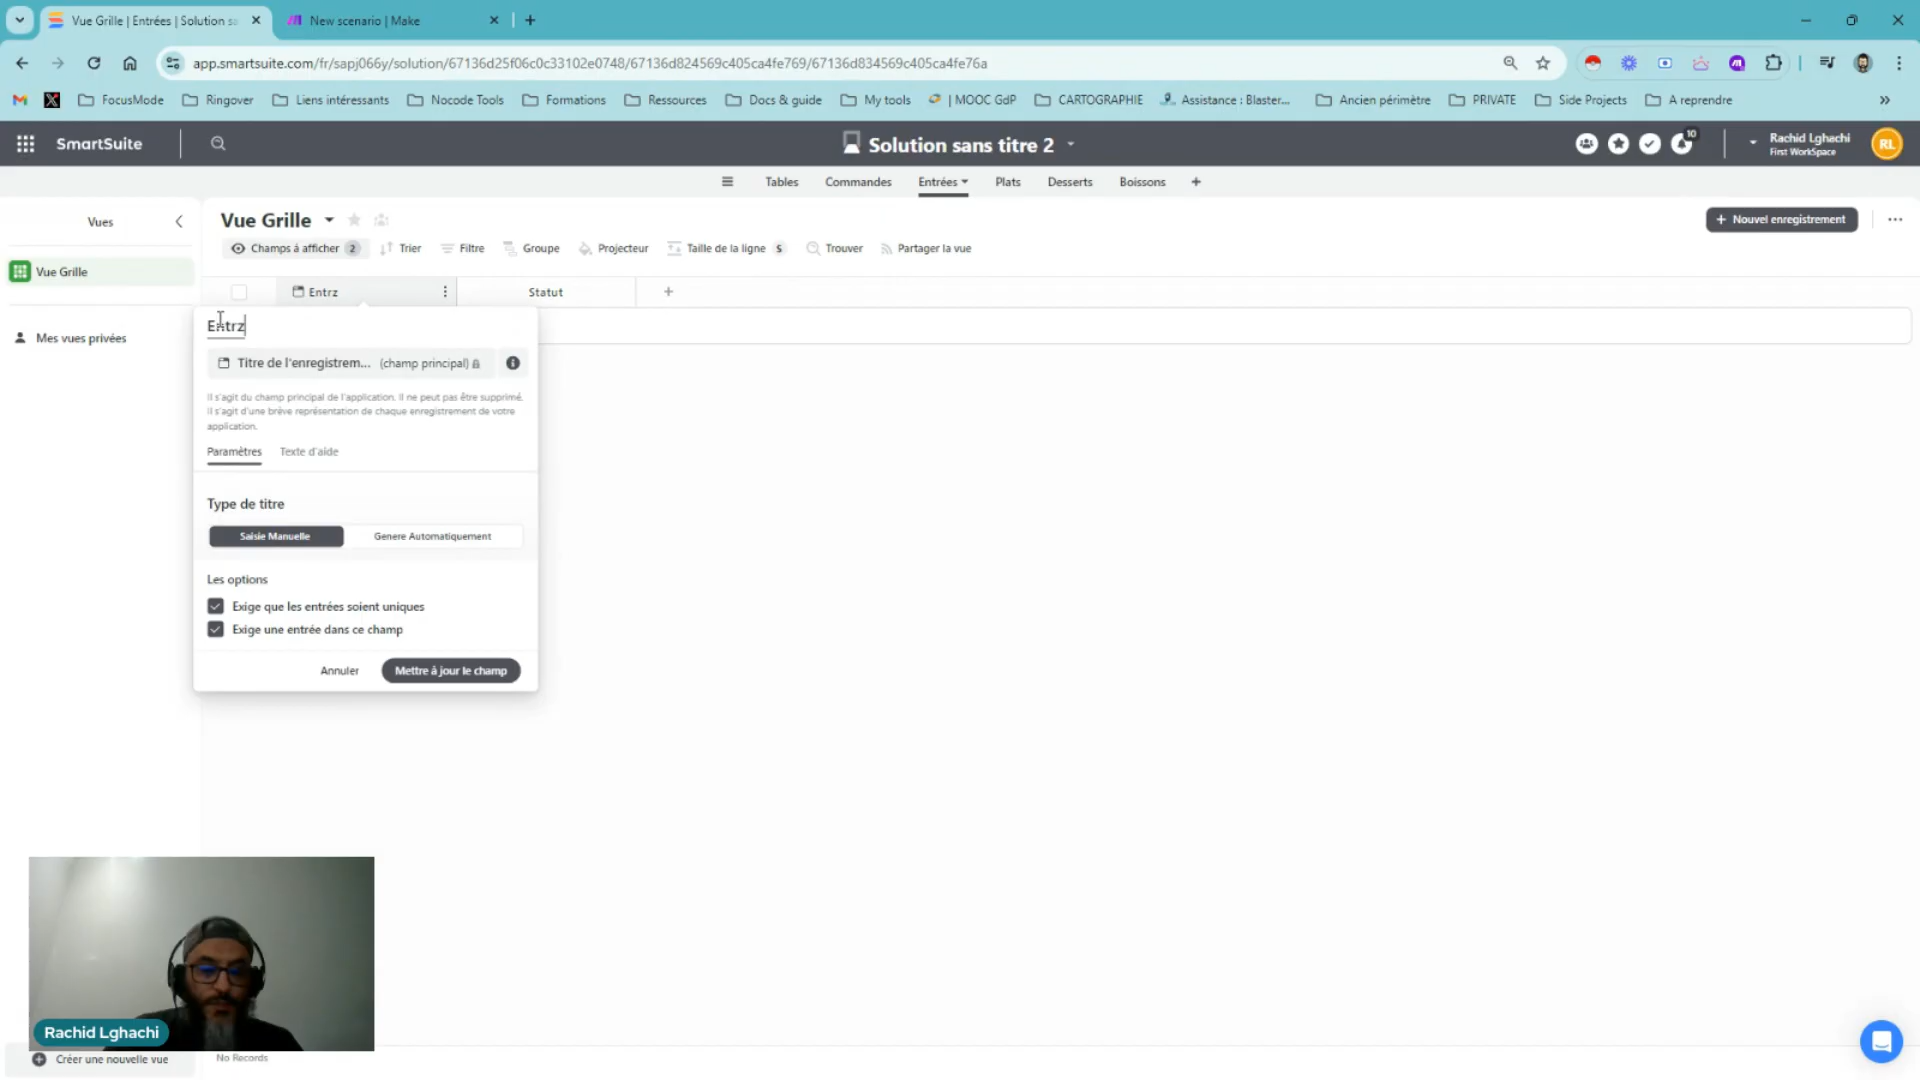 Vue Grille | Entrées | Solution sa
New scenario | Make
app.smartsuite.com/fr/sapj066y/solution/67136d25f06c0c33102e0748/67136d824569c405ca4fe769/67136d834569c405ca4fe76a
FocusMode
Ringover
Liens intéressants
Nocode Tools
Formations
Ressources
Docs & guide
My tools
| MOOC GdP
CARTOGRAPHIE
Assistance : Blaster...
Ancien périmètre
PRIVATE
Side Projects
A reprendre
SmartSuite
Solution sans titre 2
10
Rachid Lghachi
First WorkSpace
RL
Tables
Commandes
Entrées
Plats
Desserts
Boissons
Vues
Vue Grille
Nouvel enregistrement
Champs à afficher 2
Trier
Filtre
Groupe
Projecteur
Taille de la ligne S
Trouver
Partager la vue
Vue Grille
Mes vues privées
Entrz
Statut
Entrz
Titre de l'enregistrem... (champ principal)
Il s'agit du champ principal de l'application. Il ne peut pas être supprimé.
Il s'agit d'une brève représentation de chaque enregistrement de votre
application.
Paramètres
Texte d'aide
Type de titre
Saisie Manuelle
Genere Automatiquement
Les options
Exige que les entrées soient uniques
Exige une entrée dans ce champ
Annuler
Mettre à jour le champ
Rachid Lghachi
Créer une nouvelle vue
No Records